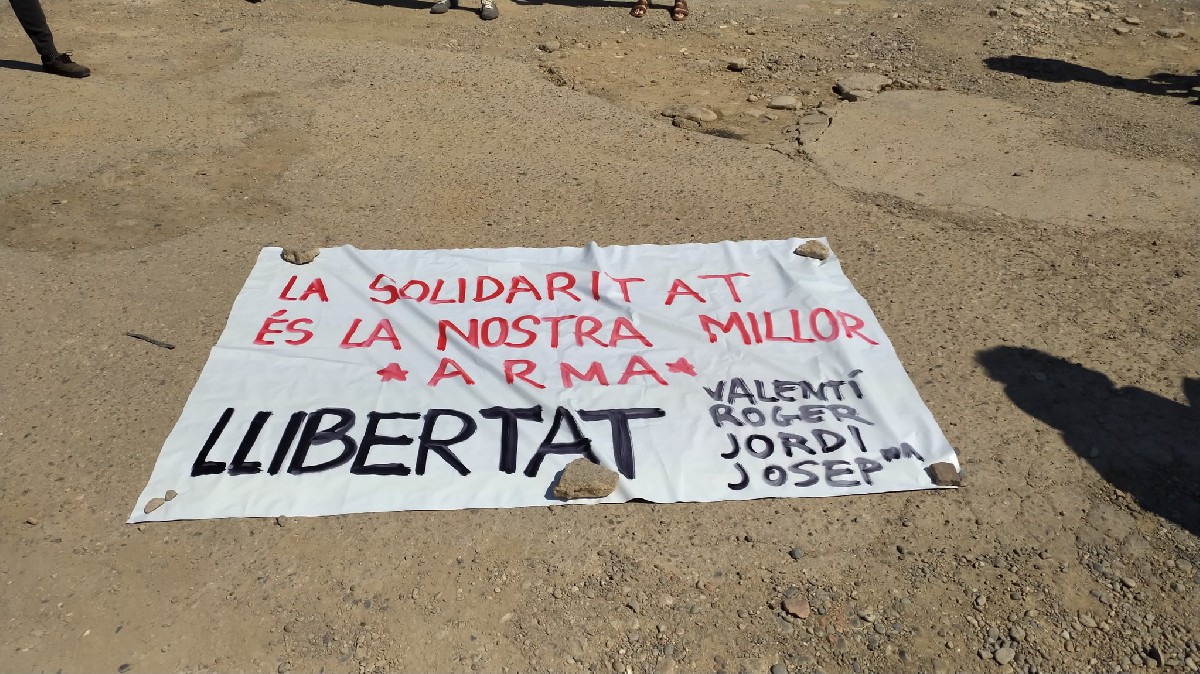 LA SOLIDARITAT
ÉS LA NOSTRA MILLOR
*ARMA*
LLIBERTAT
VALENTÍ
ROGER
JORDI
JOSEP Mª